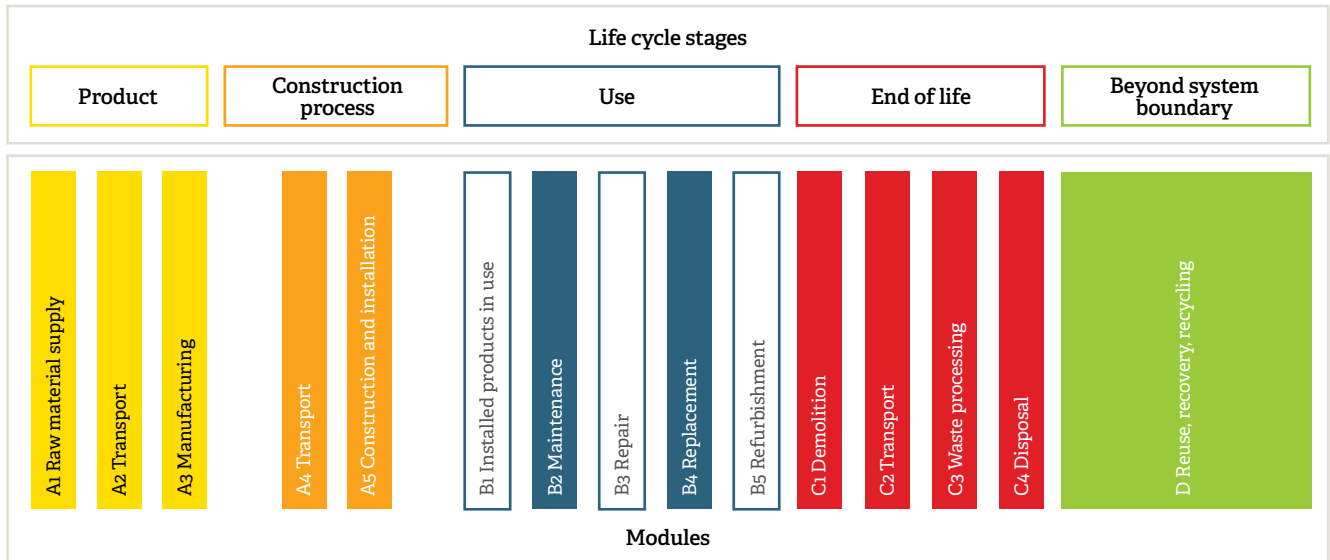 Life cycle stages
Product
Construction
process
Use
End of life
Beyond system
boundary
A1 Raw material supply
A2 Transport
A3 Manufacturing
A4 Transport
A5 Construction and installation
B1 Installed products in use
B2 Maintenance
B3 Repair
B4 Replacement
B5 Refurbishment
C1 Demolition
C2 Transport
C3 Waste processing
C4 Disposal
D Reuse, recovery, recycling
Modules